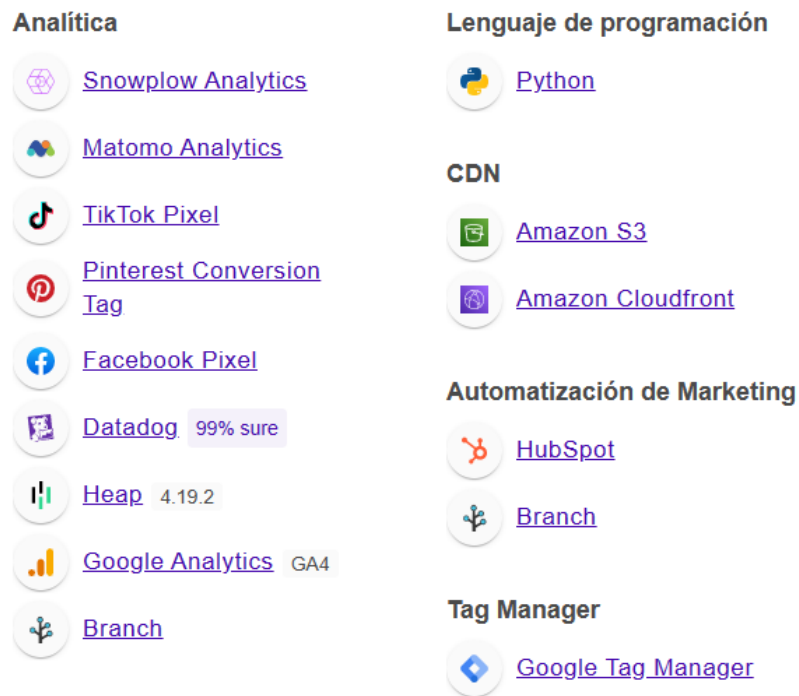 Analítica
Snowplow Analytics
Matomo Analytics
TikTok Pixel
Pinterest Conversion
Tag
Facebook Pixel
Datadog 99% sure
Heap 4.19.2
Google Analytics GA4
Branch
Lenguaje de programación
Python
CDN
Amazon S3
Amazon Cloudfront
Automatización de Marketing
HubSpot
Branch
Tag Manager
Google Tag Manager